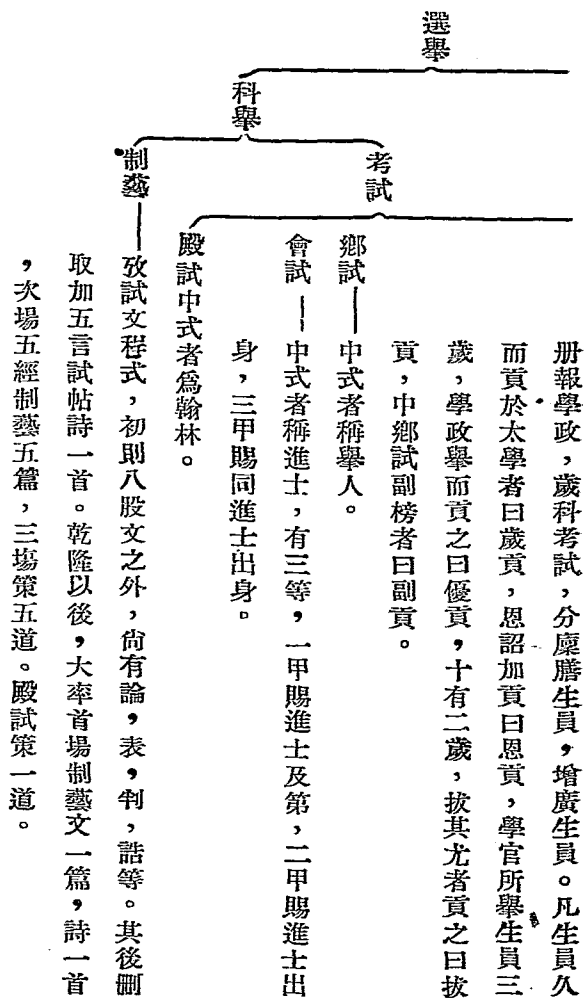 選舉
科舉
考試
册報學政，歲科考試，分廩膳生員，增廣生員。凡生員久
而貢於太學者曰歲貢，恩詔加貢曰恩貢，學官所舉生員三
歲，學政舉而貢之曰優貢，十有二歲，拔其尤者貢之曰拔
貢，中鄉試副榜者曰副貢。
鄉試——中式者稱舉人。
會試——中式者稱進士，有三等，一甲賜進士及第，二甲賜進士出
身，三甲賜同進士出身。
殿試中式者爲翰林。
制藝——攷試文程式，初則八股文之外，尙有論，表，判，誥等。其後刪
取加五言試帖詩一首。乾隆以後，大率首場制藝文一篇，詩一首
，次場五經制藝五篇，三塲策五道。殿試策一道。